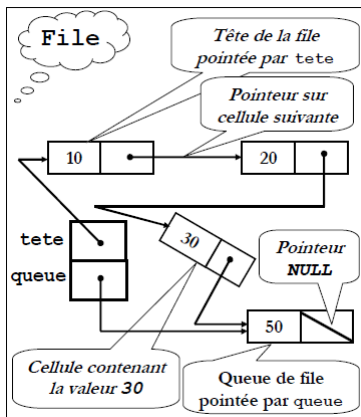 File
Tête de la file
pointée par tete
Pointeur sur
cellule suivante
10
20
tete
queue
30
Pointeur
NULL
50
Cellule contenant
la valeur 30
Queue de file
pointée par queue